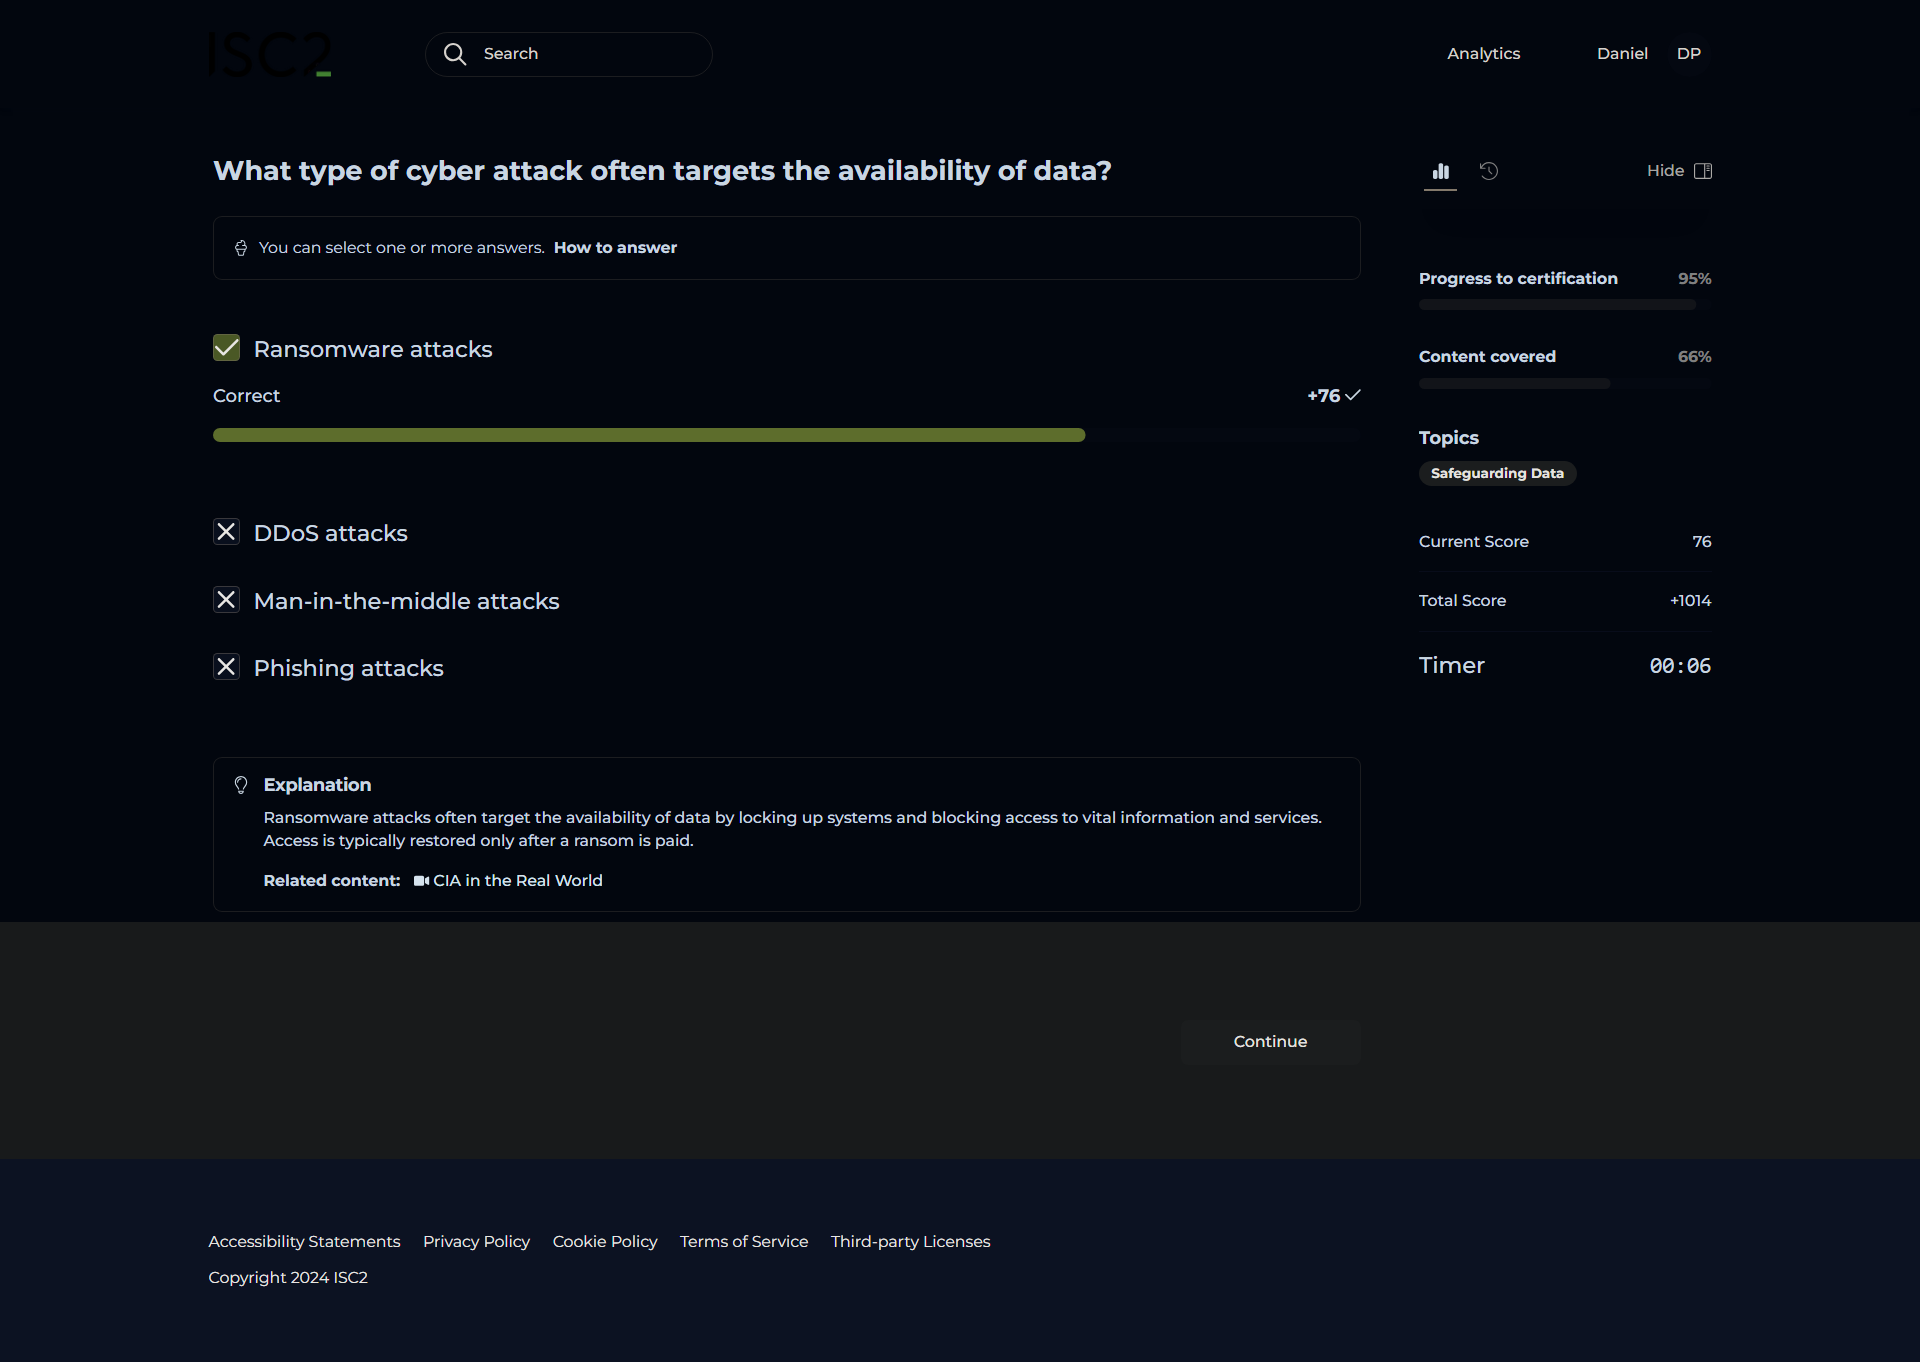 ISC2
Search
Analytics
Daniel
DP
What type of cyber attack often targets the availability of data?
You can select one or more answers. How to answer
Ransomware attacks
Correct
+76
DDoS attacks
Man-in-the-middle attacks
Phishing attacks
Explanation
Ransomware attacks often target the availability of data by locking up systems and blocking access to vital information and services.
Access is typically restored only after a ransom is paid.
Related content: CIA in the Real World
Hide
Progress to certification 95%
Content covered 66%
Topics
Safeguarding Data
Current Score 76
Total Score +1014
Timer 00:06
Continue
Accessibility Statements Privacy Policy Cookie Policy Terms of Service Third-party Licenses
Copyright 2024 ISC2